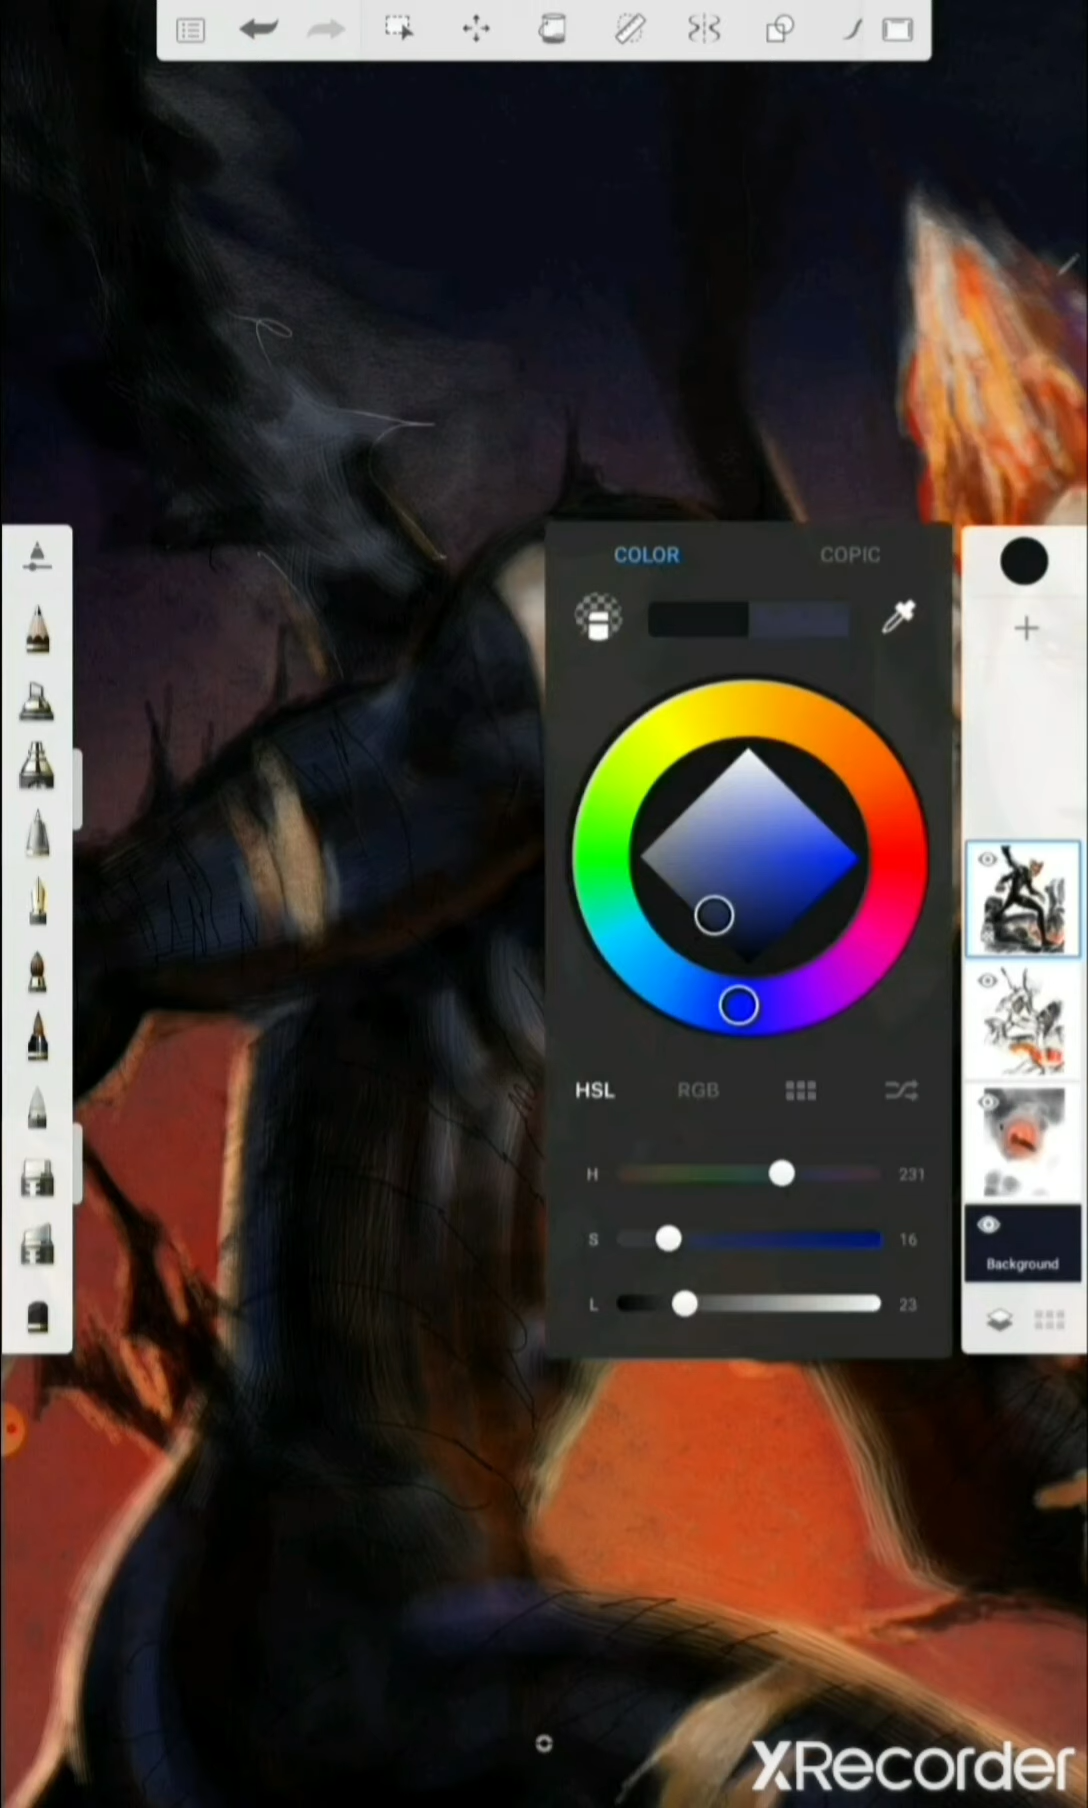 COLOR COPIC
HSL RGB
H 231
S 16
L 23
Background
XRecorder